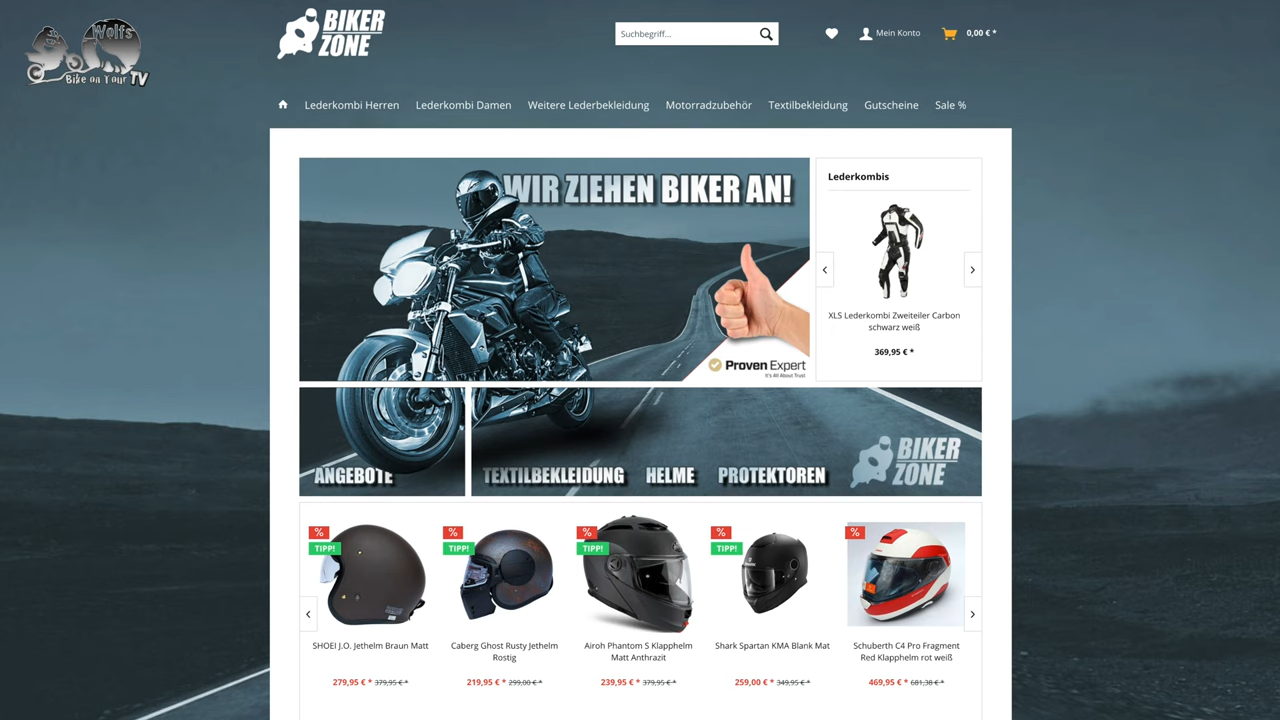 Wolfs
Bike on Tour TV
BIKER
ZONE
Suchbegriff...
Mein Konto
0,00 € *
Lederkombi Herren
Lederkombi Damen
Weitere Lederbekleidung
Motorradzubehör
Textilbekleidung
Gutscheine
Sale %
WIR ZIEHEN BIKER AN!
Proven Expert
It's All About Trust
Lederkombis
XLS Lederkombi Zweiteiler Carbon
schwarz weiß
369,95 € *
ANGEBOTE
TEXTILBEKLEIDUNG
HELME
PROTEKTOREN
BIKER
ZONE
%
TIPP!
SHOEI J.O. Jethelm Braun Matt
279,95 € * 379,95 € *
%
TIPP!
Caberg Ghost Rusty Jethelm
Rostig
219,95 € * 299,00 € *
%
TIPP!
Airoh Phantom S Klapphelm
Matt Anthrazit
239,95 € * 379,95 € *
%
TIPP!
Shark Spartan KMA Blank Mat
259,00 € * 349,95 € *
%
Schuberth C4 Pro Fragment
Red Klapphelm rot weiß
469,95 € * 681,38 € *